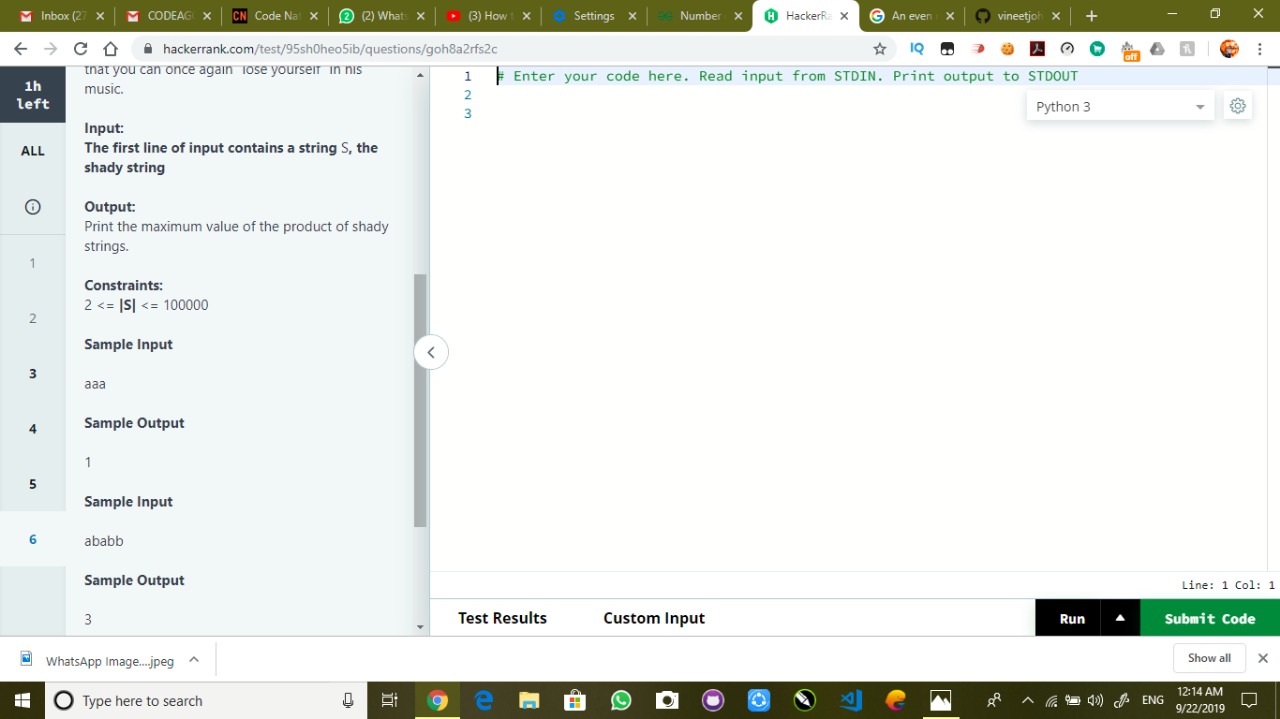 Inbox (27
CODEAG
CN Code Nat
(2) Whats
(3) How t
Settings
Number
HackerRa
An even
vineetjoh
hackerrank.com/test/95sh0heo5ib/questions/goh8a2rfs2c
IQ
off
1h
left
ALL
1
2
3
4
5
6
that you can once again "lose yourself" in his
music.
Input:
The first line of input contains a string S, the
shady string
Output:
Print the maximum value of the product of shady
strings.
Constraints:
2 <= |S| <= 100000
Sample Input
aaa
Sample Output
1
Sample Input
ababb
Sample Output
3
1 # Enter your code here. Read input from STDIN. Print output to STDOUT
2
3
Python 3
Line: 1 Col: 1
Test Results
Custom Input
Run
Submit Code
WhatsApp Image....jpeg
Show all
Type here to search
ENG
12:14 AM
9/22/2019